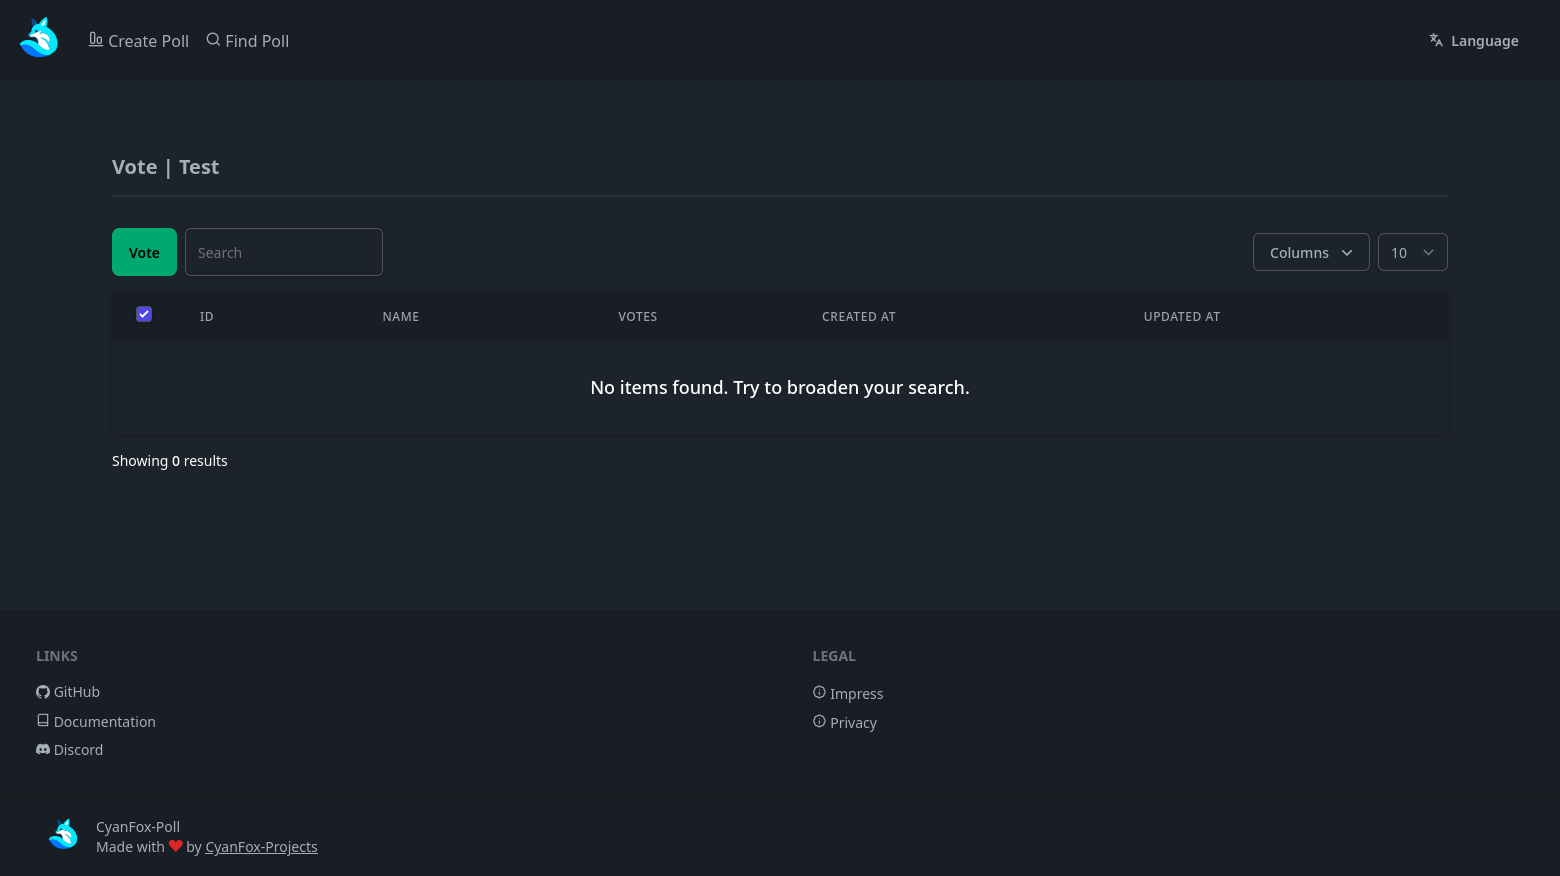 Create Poll Find Poll Language
Vote | Test
Vote Search Columns 10
ID NAME VOTES CREATED AT UPDATED AT
No items found. Try to broaden your search.
Showing 0 results
LINKS
GitHub
Documentation
Discord
LEGAL
Impress
Privacy
CyanFox-Poll
Made with ❤ by CyanFox-Projects